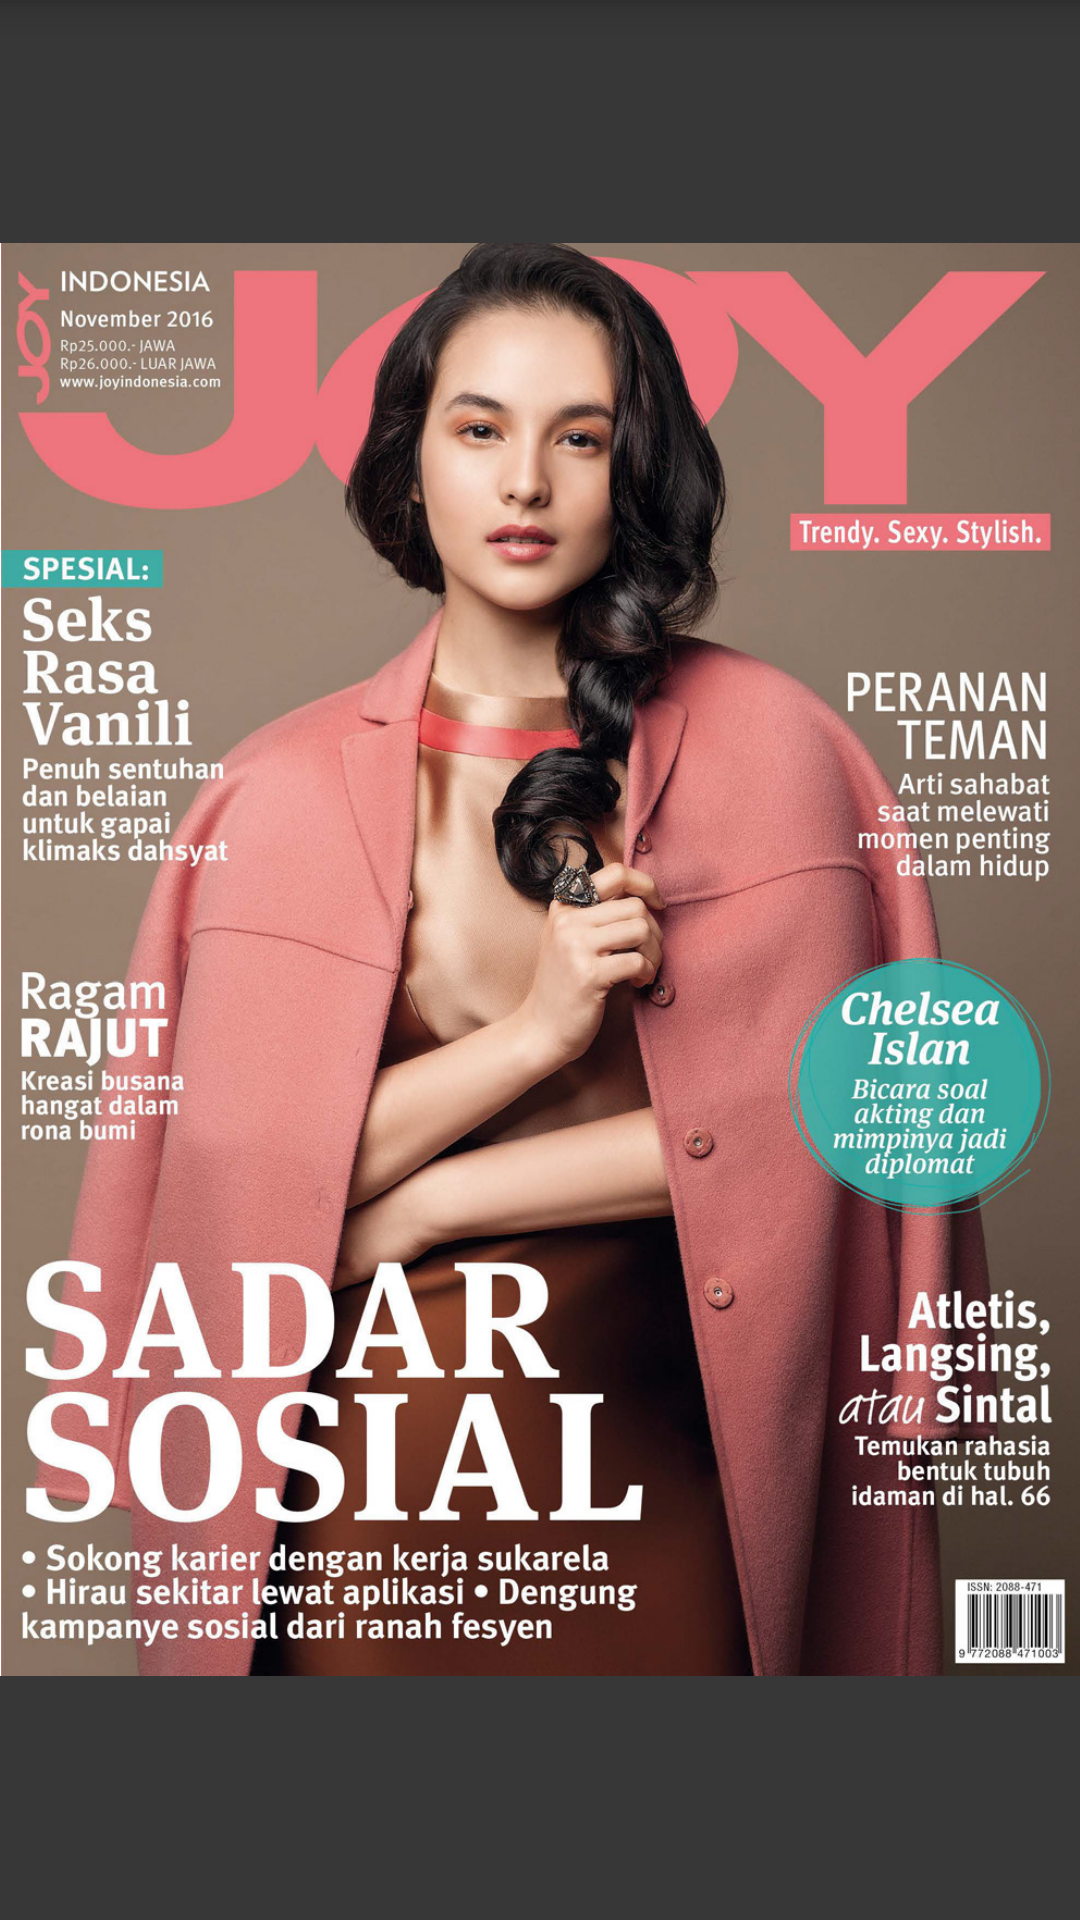 JOY
INDONESIA
November 2016
Rp25.000.- JAWA
Rp26.000.- LUAR JAWA
www.joyindonesia.com
JOY
Trendy. Sexy. Stylish.
SPESIAL:
Seks
Rasa
Vanili
Penuh sentuhan
dan belaian
untuk gapai
klimaks dahsyat
PERANAN
TEMAN
Arti sahabat
saat melewati
momen penting
dalam hidup
Ragam
RAJUT
Kreasi busana
hangat dalam
rona bumi
Chelsea
Islan
Bicara soal
akting dan
mimpinya jadi
diplomat
SADAR
SOSIAL
• Sokong karier dengan kerja sukarela
• Hirau sekitar lewat aplikasi • Dengung
kampanye sosial dari ranah fesyen
Atletis,
Langsing,
atau Sintal
Temukan rahasia
bentuk tubuh
idaman di hal. 66
ISSN: 2088-471
9 772088 471003